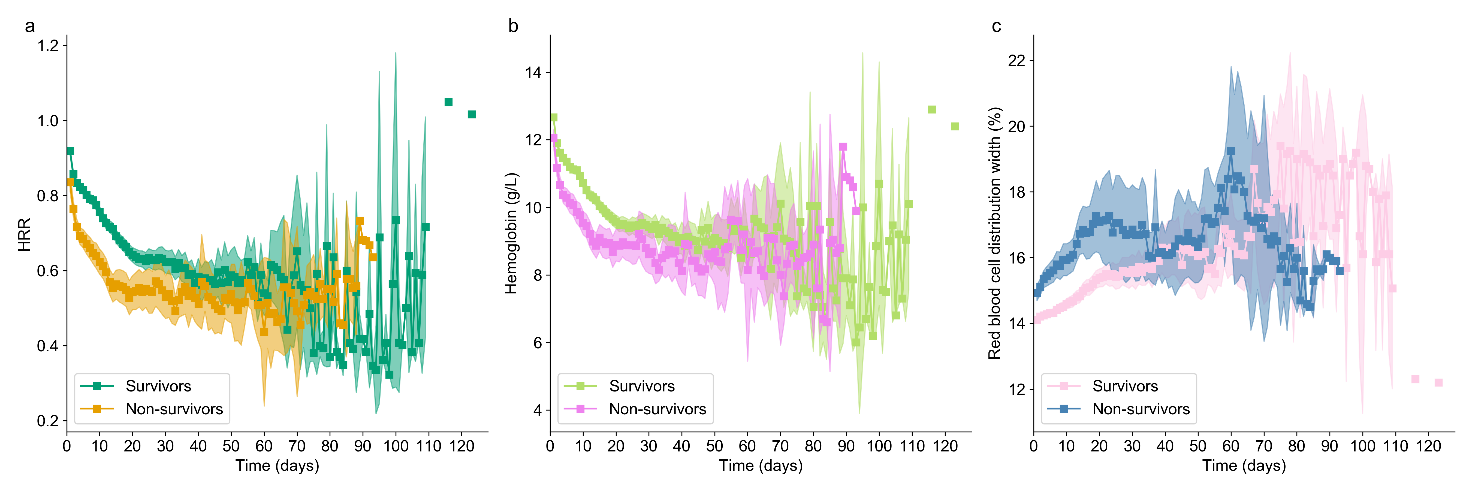 a
HRR
1.2
1.0
0.8
0.6
0.4
0.2
Survivors
Non-survivors
0 10 20 30 40 50 60 70 80 90 100 110 120
Time (days)
b
Hemoglobin (g/L)
14
12
10
8
6
4
Survivors
Non-survivors
0 10 20 30 40 50 60 70 80 90 100 110 120
Time (days)
c
Red blood cell distribution width (%)
22
20
18
16
14
12
Survivors
Non-survivors
0 10 20 30 40 50 60 70 80 90 100 110 120
Time (days)